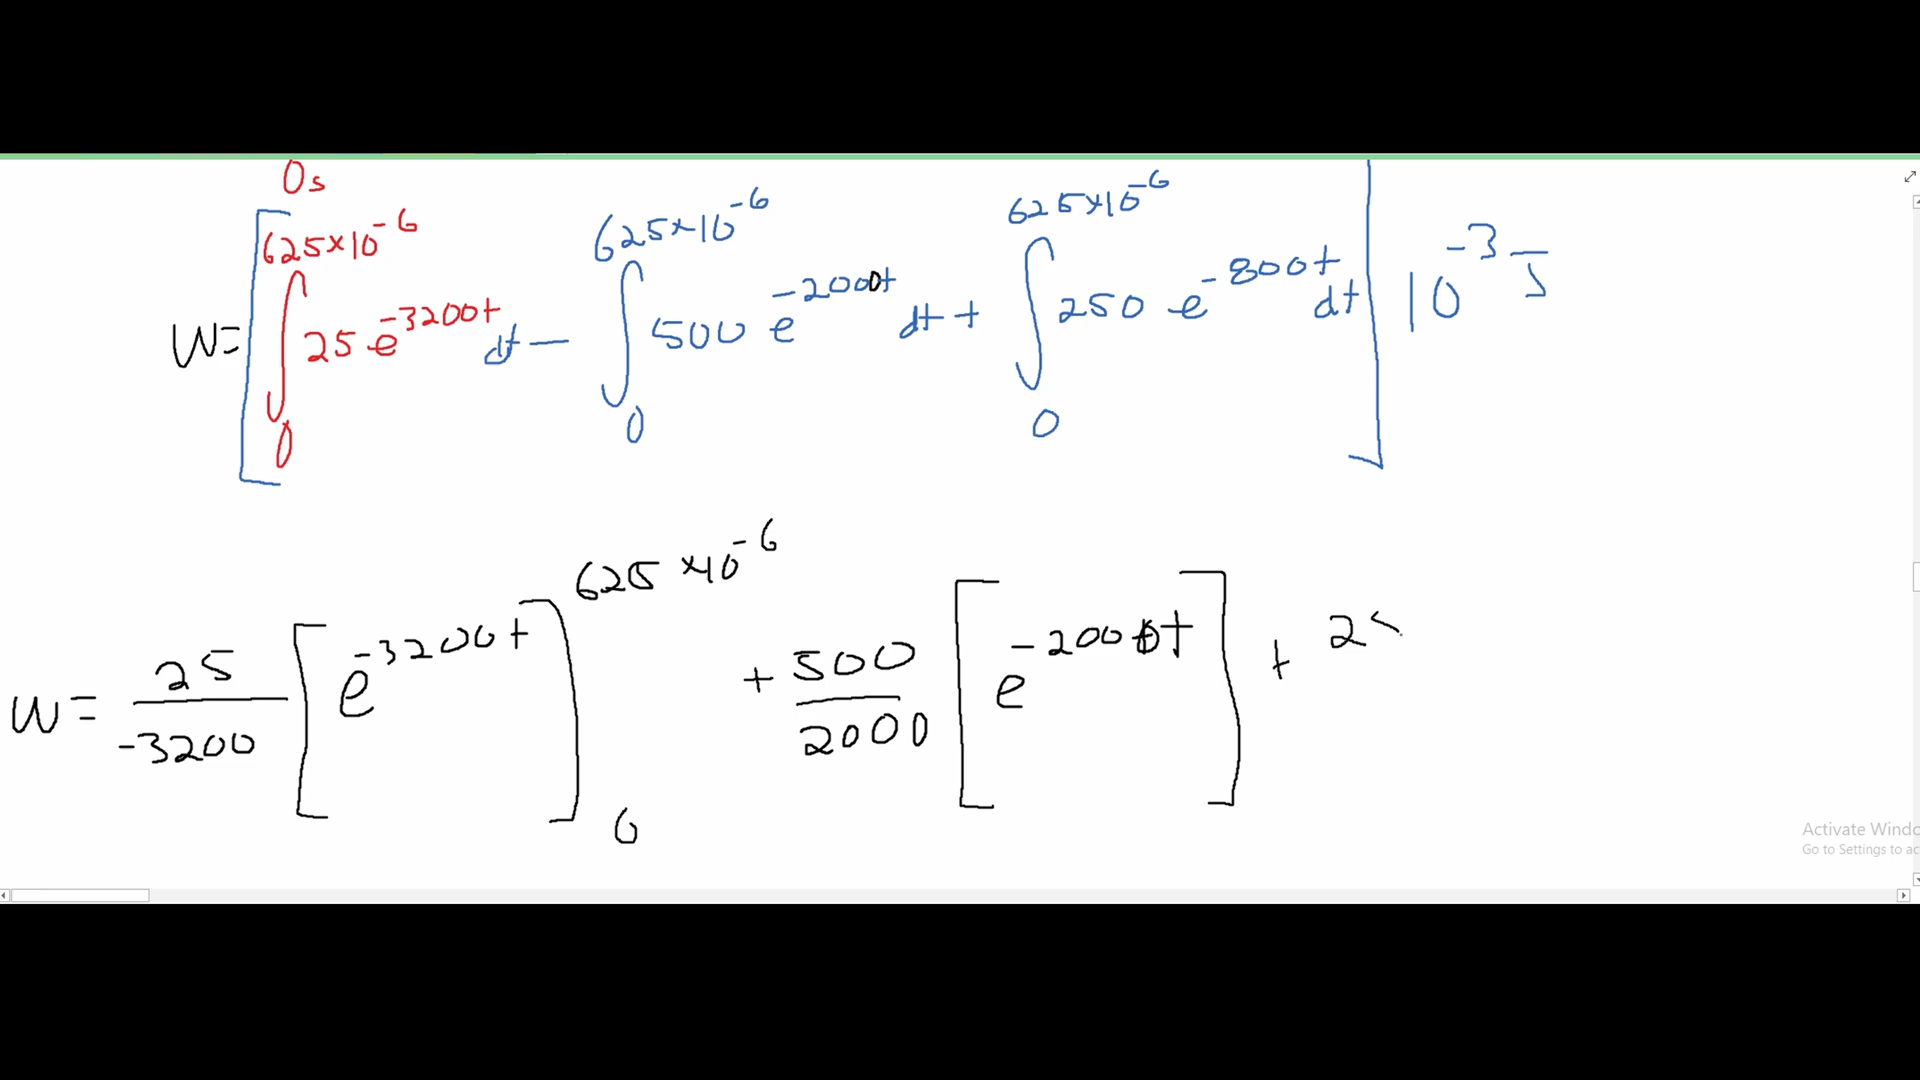 0s
W = [ ∫₀^{625×10⁻⁶} 25 e^{-3200t} dt − ∫₀^{625×10⁻⁶} 500 e^{-2000t} dt + ∫₀^{625×10⁻⁶} 250 e^{-800t} dt ] 10⁻³ J
W = 25/-3200 [ e^{-3200t} ]₀^{625×10⁻⁶} + 500/2000 [ e^{-2000t} ] + 2
Activate Windo
Go to Settings to ac